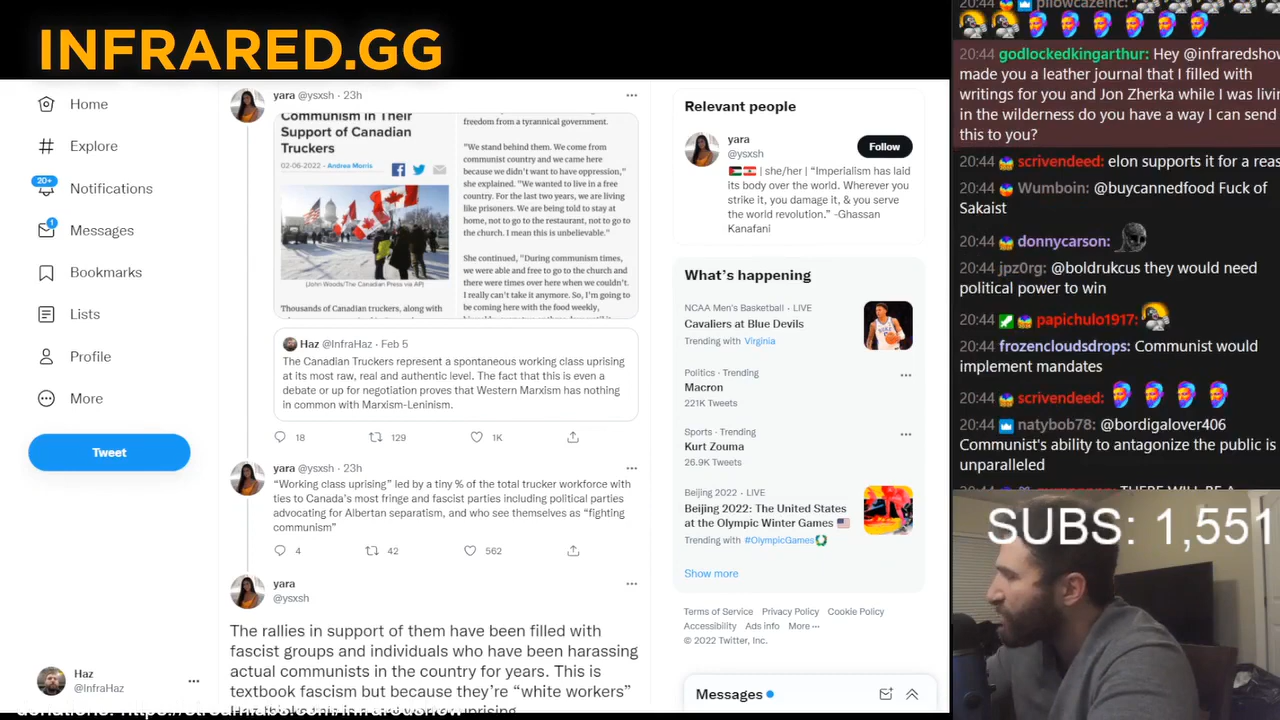 INFRARED.GG
Home
Explore
20+
Notifications
1
Messages
Bookmarks
Lists
Profile
More
Tweet
Haz
@InfraHaz
yara @ysxsh · 23h
Communism in Their
Support of Canadian
Truckers
02-06-2022 - Andrea Morris
(John Woods/The Canadian Press via AP)
Thousands of Canadian truckers, along with
freedom from a tyrannical government.
"We stand behind them. We come from
communist country and we came here
because we didn't want to have oppression,"
she explained. "We wanted to live in a free
country. For the last two years, we are living
like prisoners. We are being told to stay at
home, not to go to the restaurant, not to go to
the church. I mean this is unbelievable."
She continued, "During communism times,
we were able and free to go to the church and
there were times over here when we couldn't.
I really can't take it anymore. So, I'm going to
be coming here with the food weekly,
Haz @InfraHaz · Feb 5
The Canadian Truckers represent a spontaneous working class uprising
at its most raw, real and authentic level. The fact that this is even a
debate or up for negotiation proves that Western Marxism has nothing
in common with Marxism-Leninism.
18 129 1K
yara @ysxsh · 23h
“Working class uprising” led by a tiny % of the total trucker workforce with
ties to Canada's most fringe and fascist parties including political parties
advocating for Albertan separatism, and who see themselves as “fighting
communism”
4 42 562
yara
@ysxsh
The rallies in support of them have been filled with
fascist groups and individuals who have been harassing
actual communists in the country for years. This is
textbook fascism but because they're “white workers”
Relevant people
yara
@ysxsh
Follow
| she/her | “Imperialism has laid
its body over the world. Wherever you
strike it, you damage it, & you serve
the world revolution.” -Ghassan
Kanafani
What's happening
NCAA Men's Basketball · LIVE
Cavaliers at Blue Devils
Trending with Virginia
Politics · Trending
Macron
221K Tweets
Sports · Trending
Kurt Zouma
26.9K Tweets
Beijing 2022 · LIVE
Beijing 2022: The United States
at the Olympic Winter Games
Trending with #OlympicGames
Show more
Terms of Service Privacy Policy Cookie Policy
Accessibility Ads info More ···
© 2022 Twitter, Inc.
Messages
20:44 pillowcazeinc:
20:44 godlockedkingarthur: Hey @infraredshow
made you a leather journal that I filled with
writings for you and Jon Zherka while I was livin
in the wilderness do you have a way I can send
this to you?
20:44 scrivendeed: elon supports it for a reas
20:44 Wumboin: @buycannedfood Fuck of
Sakaist
20:44 donnycarson:
20:44 jpz0rg: @boldrukcus they would need
political power to win
20:44 papichulo1917:
20:44 frozencloudsdrops: Communist would
implement mandates
20:44 scrivendeed:
20:44 natybob78: @bordigalover406
Communist's ability to antagonize the public is
unparalleled
SUBS: 1,551